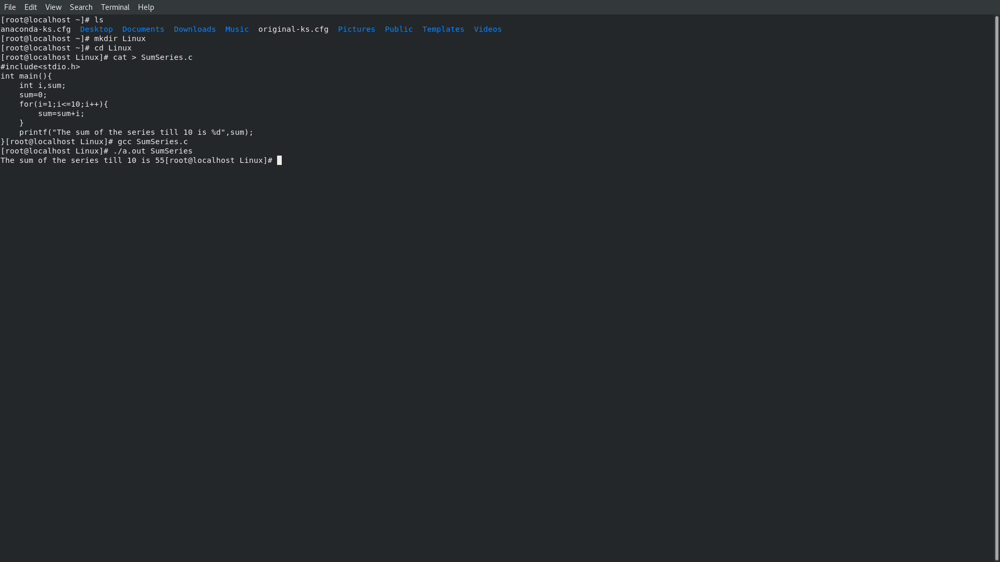 File Edit View Search Terminal Help
[root@localhost ~]# ls
anaconda-ks.cfg  Desktop  Documents  Downloads  Music  original-ks.cfg  Pictures  Public  Templates  Videos
[root@localhost ~]# mkdir Linux
[root@localhost ~]# cd Linux
[root@localhost Linux]# cat > SumSeries.c
#include<stdio.h>
int main(){
    int i,sum;
    sum=0;
    for(i=1;i<=10;i++){
        sum=sum+i;
    }
    printf("The sum of the series till 10 is %d",sum);
}[root@localhost Linux]# gcc SumSeries.c
[root@localhost Linux]# ./a.out SumSeries
The sum of the series till 10 is 55[root@localhost Linux]#